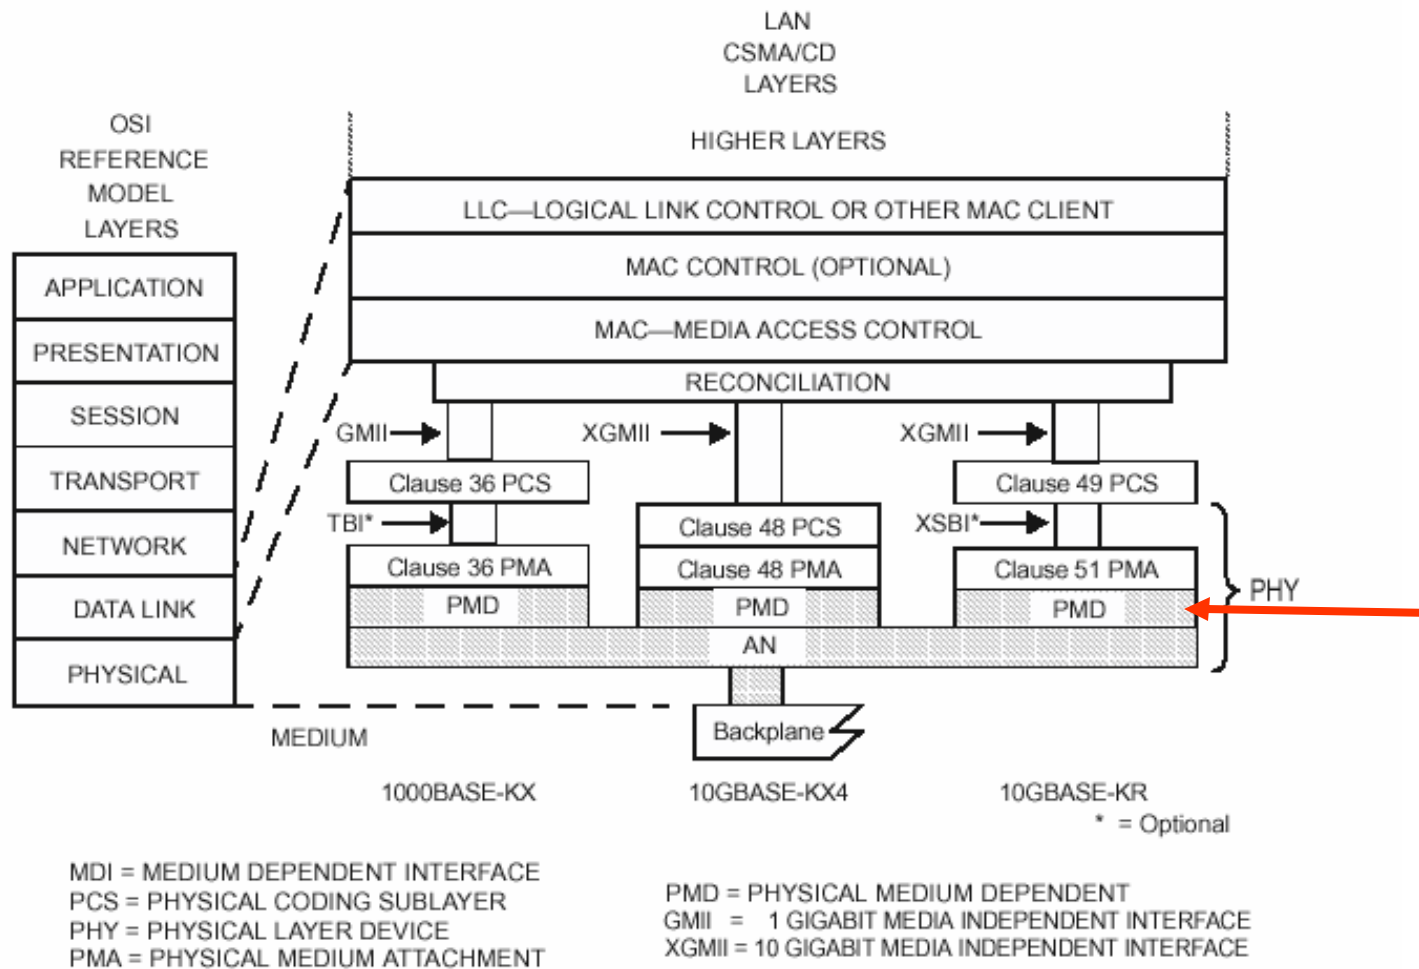 LAN
CSMA/CD
LAYERS
OSI
REFERENCE
MODEL
LAYERS
HIGHER LAYERS
LLC—LOGICAL LINK CONTROL OR OTHER MAC CLIENT
MAC CONTROL (OPTIONAL)
MAC—MEDIA ACCESS CONTROL
RECONCILIATION
APPLICATION
PRESENTATION
SESSION
TRANSPORT
NETWORK
DATA LINK
PHYSICAL
GMII
XGMII
XGMII
Clause 36 PCS
Clause 49 PCS
TBI*
Clause 48 PCS
XSBI*
Clause 36 PMA
Clause 48 PMA
Clause 51 PMA
PMD
PMD
PMD
PHY
AN
MEDIUM
Backplane
1000BASE-KX
10GBASE-KX4
10GBASE-KR
* = Optional
MDI = MEDIUM DEPENDENT INTERFACE
PCS = PHYSICAL CODING SUBLAYER
PHY = PHYSICAL LAYER DEVICE
PMA = PHYSICAL MEDIUM ATTACHMENT
PMD = PHYSICAL MEDIUM DEPENDENT
GMII = 1 GIGABIT MEDIA INDEPENDENT INTERFACE
XGMII = 10 GIGABIT MEDIA INDEPENDENT INTERFACE